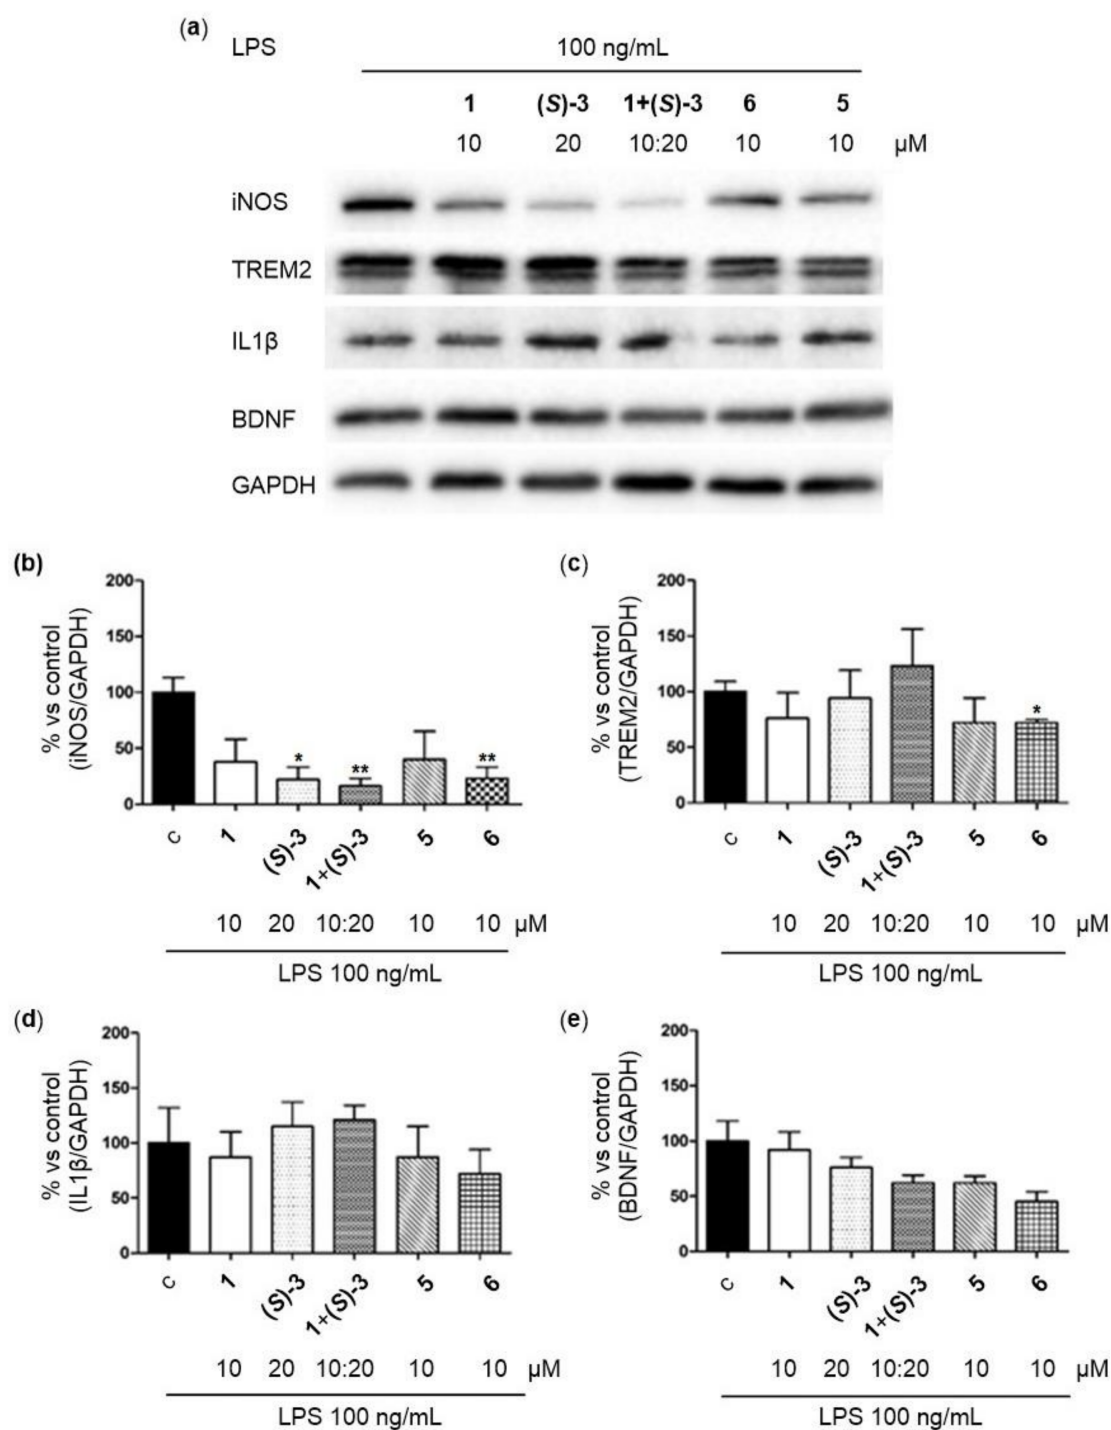 (a)
LPS 100 ng/mL
1 (S)-3 1+(S)-3 6 5
10 20 10:20 10 10 µM
iNOS
TREM2
IL1β
BDNF
GAPDH
(b)
% vs control
(iNOS/GAPDH)
200
150
100
50
0
* ** **
c 1 (S)-3 1+(S)-3 5 6
10 20 10:20 10 10 µM
LPS 100 ng/mL
(c)
% vs control
(TREM2/GAPDH)
200
150
100
50
0
*
c 1 (S)-3 1+(S)-3 5 6
10 20 10:20 10 10 µM
LPS 100 ng/mL
(d)
% vs control
(IL1β/GAPDH)
200
150
100
50
0
c 1 (S)-3 1+(S)-3 5 6
10 20 10:20 10 10 µM
LPS 100 ng/mL
(e)
% vs control
(BDNF/GAPDH)
200
150
100
50
0
c 1 (S)-3 1+(S)-3 5 6
10 20 10:20 10 10 µM
LPS 100 ng/mL